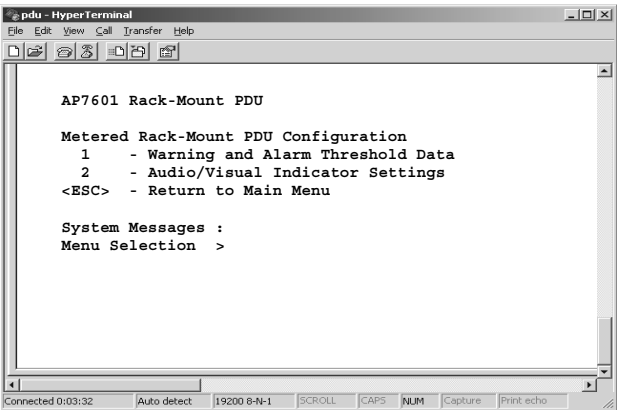 pdu - HyperTerminal
File Edit View Call Transfer Help
AP7601 Rack-Mount PDU
Metered Rack-Mount PDU Configuration
1 - Warning and Alarm Threshold Data
2 - Audio/Visual Indicator Settings
<ESC> - Return to Main Menu
System Messages :
Menu Selection >
Connected 0:03:32 Auto detect 19200 8-N-1 SCROLL CAPS NUM Capture Print echo